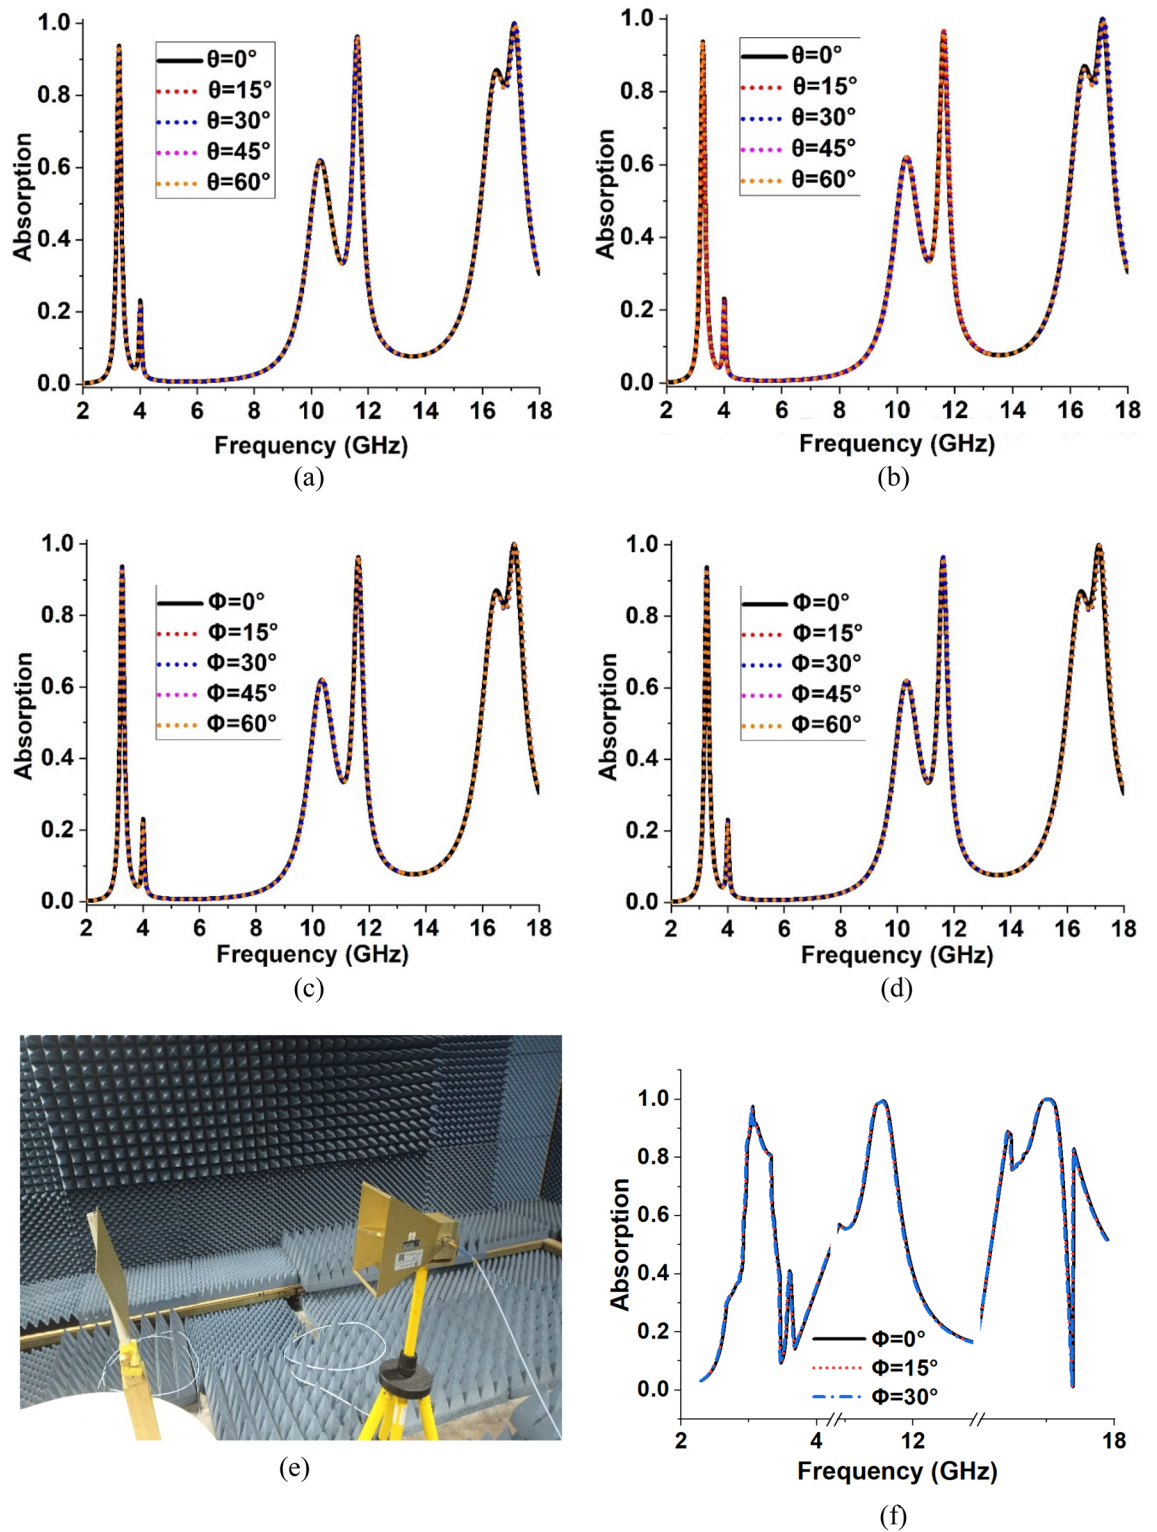 1.0
0.8
0.6
0.4
0.2
0.0
Absorption
θ=0°
θ=15°
θ=30°
θ=45°
θ=60°
2 4 6 8 10 12 14 16 18
Frequency (GHz)
(a)
1.0
0.8
0.6
0.4
0.2
0.0
Absorption
θ=0°
θ=15°
θ=30°
θ=45°
θ=60°
2 4 6 8 10 12 14 16 18
Frequency (GHz)
(b)
1.0
0.8
0.6
0.4
0.2
0.0
Absorption
Φ=0°
Φ=15°
Φ=30°
Φ=45°
Φ=60°
2 4 6 8 10 12 14 16 18
Frequency (GHz)
(c)
1.0
0.8
0.6
0.4
0.2
0.0
Absorption
Φ=0°
Φ=15°
Φ=30°
Φ=45°
Φ=60°
2 4 6 8 10 12 14 16 18
Frequency (GHz)
(d)
(e)
1.0
0.8
0.6
0.4
0.2
0.0
Absorption
Φ=0°
Φ=15°
Φ=30°
2 4 12 18
Frequency (GHz)
(f)